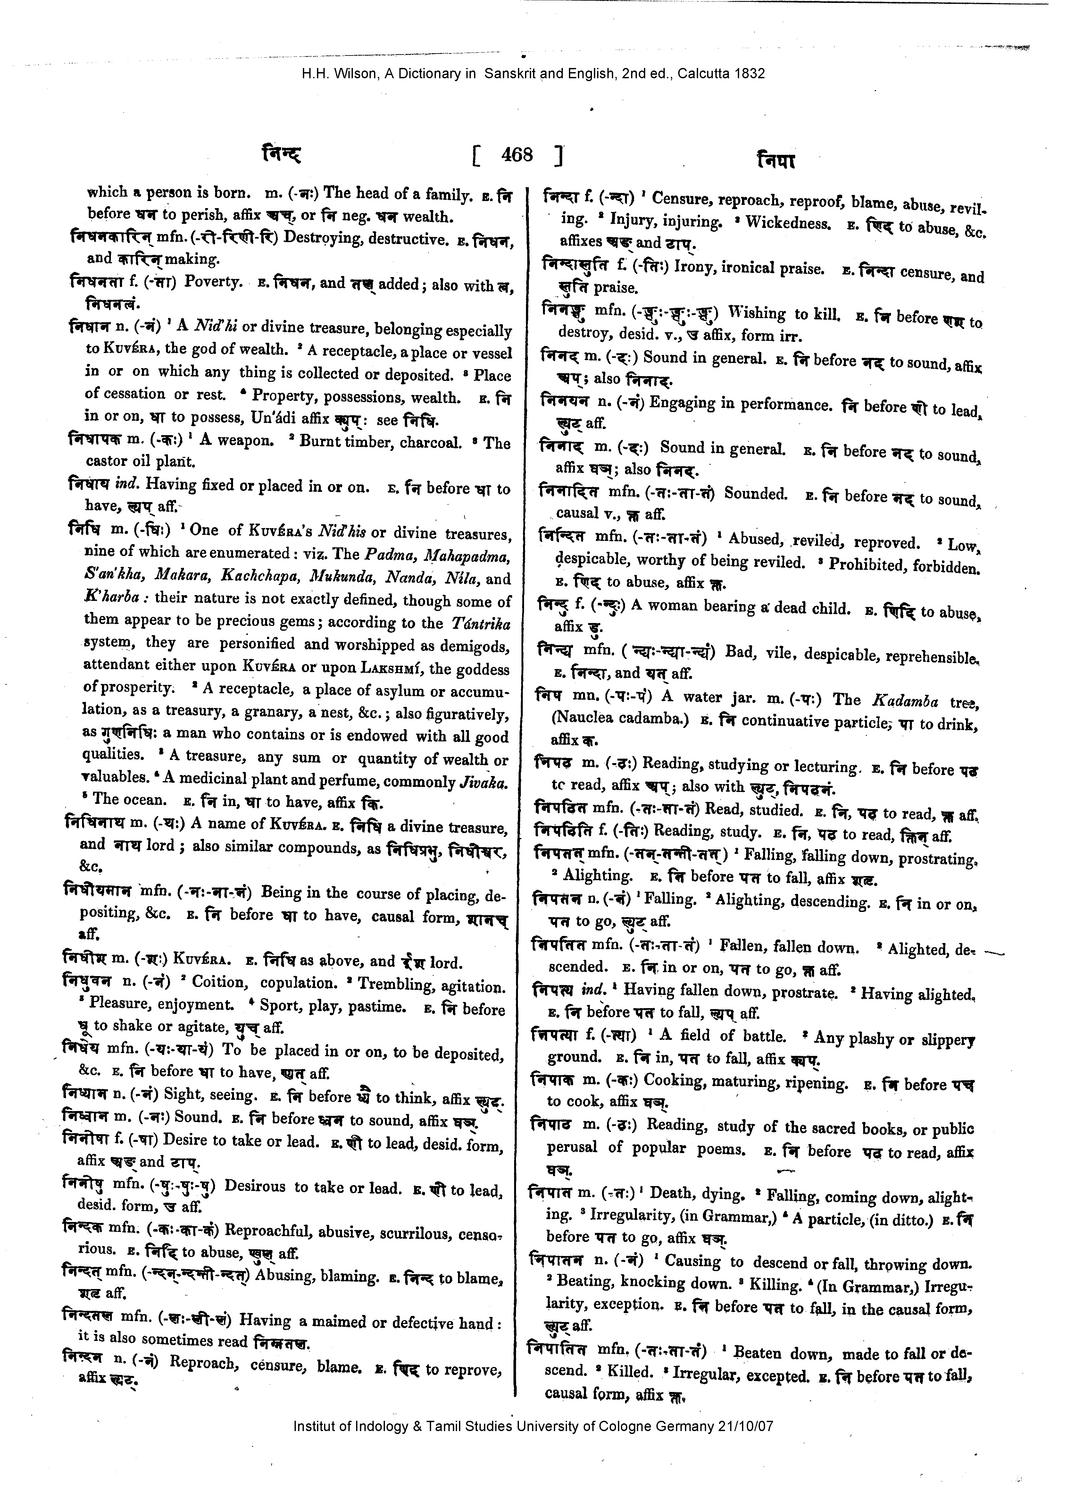 H.H. Wilson, A Dictionary in Sanskrit and English, 2nd ed., Calcutta 1832
निन्द् [ 468 ] निपा
which a person is born. m. (-नः) The head of a family. E. नि
before धन to perish, affix अच्, or नि neg. धन wealth.
निधनकारिन् mfn. (-री-रिणी-रि) Destroying, destructive. E. निधन,
and कारिन् making.
निधनता f. (-ता) Poverty. E. निधन, and तल् added; also with त्व,
निधनत्वं.
निधान n. (-नं) ¹ A Nid'hi or divine treasure, belonging especially
to KUVÉRA, the god of wealth. ² A receptacle, a place or vessel
in or on which any thing is collected or deposited. ³ Place
of cessation or rest. ⁴ Property, possessions, wealth. E. नि
in or on, धा to possess, Un'ádi affix क्युप्: see निधि.
निधापक m. (-कः) ¹ A weapon. ² Burnt timber, charcoal. ³ The
castor oil plant.
निधाय ind. Having fixed or placed in or on. E. नि before धा to
have, ल्यप् aff.
निधि m. (-धिः) ¹ One of KUVÉRA's Nid'his or divine treasures,
nine of which are enumerated: viz. The Padma, Mahapadma,
S'an'kha, Makara, Kachchapa, Mukunda, Nanda, Níla, and
K'harba: their nature is not exactly defined, though some of
them appear to be precious gems; according to the Tántrika
system, they are personified and worshipped as demigods,
attendant either upon KUVÉRA or upon LAKSHMÍ, the goddess
of prosperity. ² A receptacle, a place of asylum or accumu-
lation, as a treasury, a granary, a nest, &c.; also figuratively,
as गुणनिधिः a man who contains or is endowed with all good
qualities. ³ A treasure, any sum or quantity of wealth or
valuables. ⁴ A medicinal plant and perfume, commonly Jivaka.
⁵ The ocean. E. नि in, धा to have, affix कि.
निधिनाथ m. (-थः) A name of KUVÉRA. E. निधि a divine treasure,
and नाथ lord; also similar compounds, as निधिप्रभु, निधीश्वर,
&c.
निधीयमान mfn. (-नः-ना-नं) Being in the course of placing, de-
positing, &c. E. नि before धा to have, causal form, शानच्
aff.
निधीश m. (-शः) KUVÉRA. E. निधि as above, and ईश lord.
निधुवन n. (-नं) ² Coition, copulation. ² Trembling, agitation.
³ Pleasure, enjoyment. ⁴ Sport, play, pastime. E. नि before
धू to shake or agitate, युच् aff.
निधेय mfn. (-यः-या-यं) To be placed in or on, to be deposited,
&c. E. नि before धा to have, यत् aff.
निध्यान n. (-नं) Sight, seeing. E. नि before ध्यै to think, affix ल्युट्.
निध्वान m. (-नः) Sound. E. नि before ध्वन to sound, affix घञ्.
निनीषा f. (-षा) Desire to take or lead. E. णी to lead, desid. form,
affix अङ् and टाप्.
निनीषु mfn. (-षुः-षुः-षु) Desirous to take or lead. E. णी to lead,
desid. form, उ aff.
निन्दक mfn. (-कः-का-कं) Reproachful, abusive, scurrilous, censo-
rious. E. निदि to abuse, वुल् aff.
निन्दत् mfn. (-न्दन्-न्दन्ती-न्दत्) Abusing, blaming. E. निन्द to blame,
शतृ aff.
निन्दतल mfn. (-लः-ली-लं) Having a maimed or defective hand:
it is also sometimes read निन्नतल.
निन्दन n. (-नं) Reproach, censure, blame. E. णिद to reprove,
affix ल्युट्.
निन्दा f. (-न्दा) ¹ Censure, reproach, reproof, blame, abuse, revil-
ing. ² Injury, injuring. ³ Wickedness. E. णिद to abuse, &c.
affixes अङ् and टाप्.
निन्दास्तुति f. (-तिः) Irony, ironical praise. E. निन्दा censure, and
स्तुति praise.
निनङ्क्षु mfn. (-ङ्क्षुः-ङ्क्षुः-ङ्क्षु) Wishing to kill. E. नि before णश to
destroy, desid. v., उ affix, form irr.
निनद m. (-दः) Sound in general. E. नि before नद to sound, affix
अप्; also निनाद.
निनयन n. (-नं) Engaging in performance. नि before णी to lead,
ल्युट् aff.
निनाद m. (-दः) Sound in general. E. नि before नद to sound,
affix घञ्; also निनद.
निनादित mfn. (-तः-ता-तं) Sounded. E. नि before नद to sound,
causal v., क्त aff.
निन्दित mfn. (-तः-ता-तं) ¹ Abused, reviled, reproved. ² Low,
despicable, worthy of being reviled. ³ Prohibited, forbidden.
E. णिद to abuse, affix क्त.
निन्दु f. (-न्दुः) A woman bearing a dead child. E. णिदि to abuse,
affix डु.
निन्द्य mfn. (न्द्यः-न्द्या-न्द्यं) Bad, vile, despicable, reprehensible.
E. निन्दा, and यत् aff.
निप mn. (-पः-पं) A water jar. m. (-पः) The Kadamba tree,
(Nauclea cadamba.) E. नि continuative particle, पा to drink,
affix क.
निपठ m. (-ठः) Reading, studying or lecturing. E. नि before पठ
to read, affix अप्; also with ल्युट्, निपठनं.
निपठित mfn. (-तः-ता-तं) Read, studied. E. नि, पठ to read, क्त aff.
निपठिति f. (-तिः) Reading, study. E. नि, पठ to read, क्तिन् aff.
निपतत् mfn. (-तन्-तन्ती-तत्) ¹ Falling, falling down, prostrating.
² Alighting. E. नि before पत to fall, affix शतृ.
निपतन n. (-नं) ¹ Falling. ² Alighting, descending. E. नि in or on,
पत to go, ल्युट् aff.
निपतित mfn. (-तः-ता-तं) ¹ Fallen, fallen down. ² Alighted, de-
scended. E. नि in or on, पत to go, क्त aff.
निपत्य ind. ¹ Having fallen down, prostrate. ² Having alighted.
E. नि before पत to fall, ल्यप् aff.
निपत्या f. (-त्या) ¹ A field of battle. ² Any plashy or slippery
ground. E. नि in, पत to fall, affix क्यप्.
निपाक m. (-कः) Cooking, maturing, ripening. E. नि before पच
to cook, affix घञ्.
निपाठ m. (-ठः) Reading, study of the sacred books, or public
perusal of popular poems. E. नि before पठ to read, affix
घञ्.
निपात m. (-तः) ¹ Death, dying. ² Falling, coming down, alight-
ing. ³ Irregularity, (in Grammar,) ⁴ A particle, (in ditto.) E. नि
before पत to go, affix घञ्.
निपातन n. (-नं) ¹ Causing to descend or fall, throwing down.
² Beating, knocking down. ³ Killing. ⁴ (In Grammar,) Irregu-
larity, exception. E. नि before पत to fall, in the causal form,
ल्युट् aff.
निपातित mfn. (-तः-ता-तं) ¹ Beaten down, made to fall or de-
scend. ² Killed. ³ Irregular, excepted. E. नि before पत to fall,
causal form, affix क्त.
Institut of Indology & Tamil Studies University of Cologne Germany 21/10/07